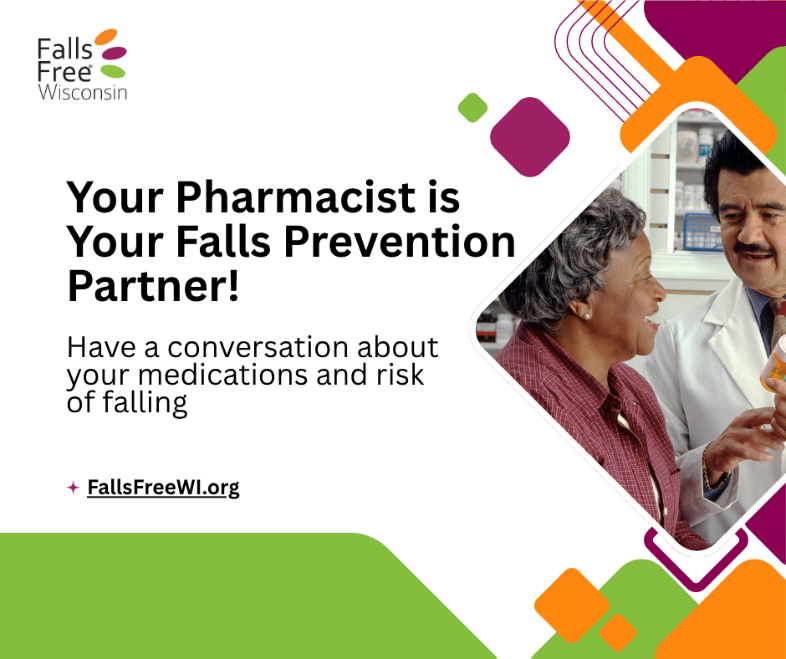 Falls
Free®
Wisconsin
Your Pharmacist is
Your Falls Prevention
Partner!
Have a conversation about
your medications and risk
of falling
FallsFreeWI.org